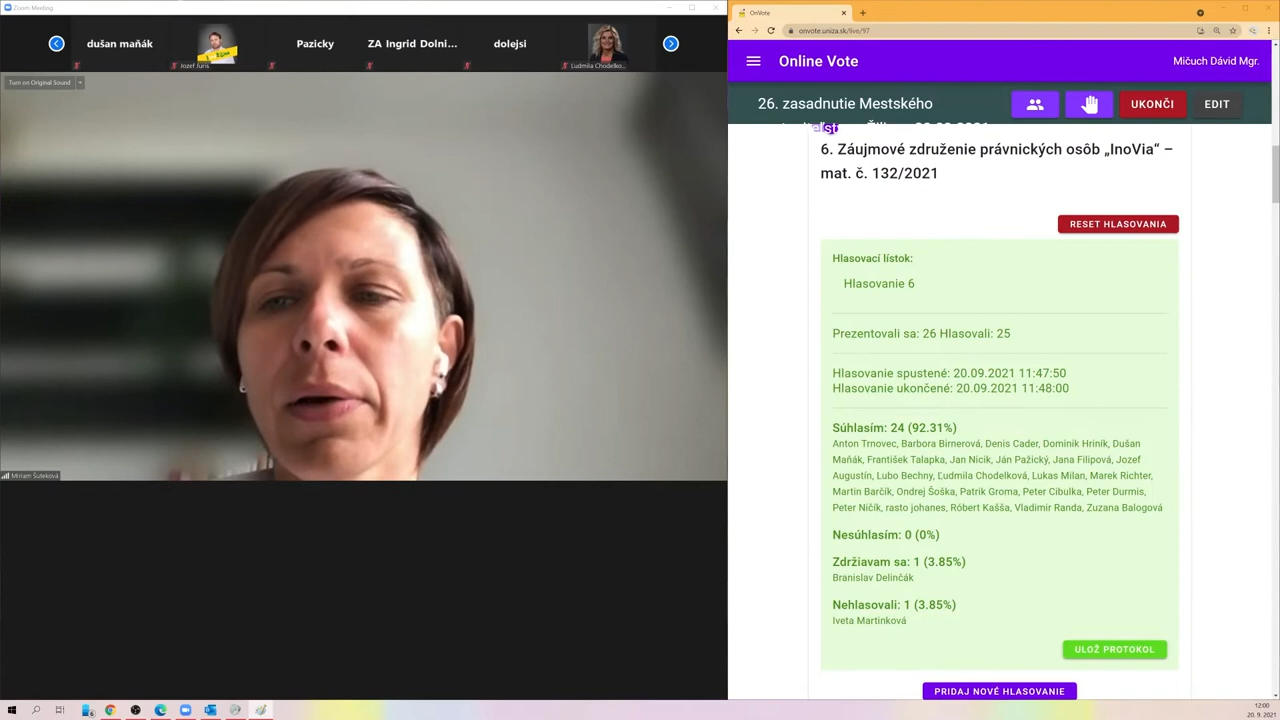 Zoom Meeting
dušan maňák
Jozef Juris
Pazicky
ZA Ingrid Dolni...
dolejsi
Ľudmila Chodelko...
Turn on Original Sound
Miriam Šuteková
OnVote
onvote.uniza.sk/live/97
Online Vote
Mičuch Dávid Mgr.
26. zasadnutie Mestského
UKONČI
EDIT
6. Záujmové združenie právnických osôb „InoVia“ –
mat. č. 132/2021
RESET HLASOVANIA
Hlasovací lístok:
Hlasovanie 6
Prezentovali sa: 26 Hlasovali: 25
Hlasovanie spustené: 20.09.2021 11:47:50
Hlasovanie ukončené: 20.09.2021 11:48:00
Súhlasím: 24 (92.31%)
Anton Trnovec, Barbora Birnerová, Denis Cader, Dominik Hriník, Dušan
Maňák, František Talapka, Jan Nicik, Ján Pažický, Jana Filipová, Jozef
Augustín, Lubo Bechny, Ľudmila Chodelková, Lukas Milan, Marek Richter,
Martin Barčík, Ondrej Šoška, Patrik Groma, Peter Cibulka, Peter Durmis,
Peter Ničík, rasto johanes, Róbert Kašša, Vladimir Randa, Zuzana Balogová
Nesúhlasím: 0 (0%)
Zdržiavam sa: 1 (3.85%)
Branislav Delinčák
Nehlasovali: 1 (3.85%)
Iveta Martinková
ULOŽ PROTOKOL
PRIDAJ NOVÉ HLASOVANIE
12:00
20. 9. 2021